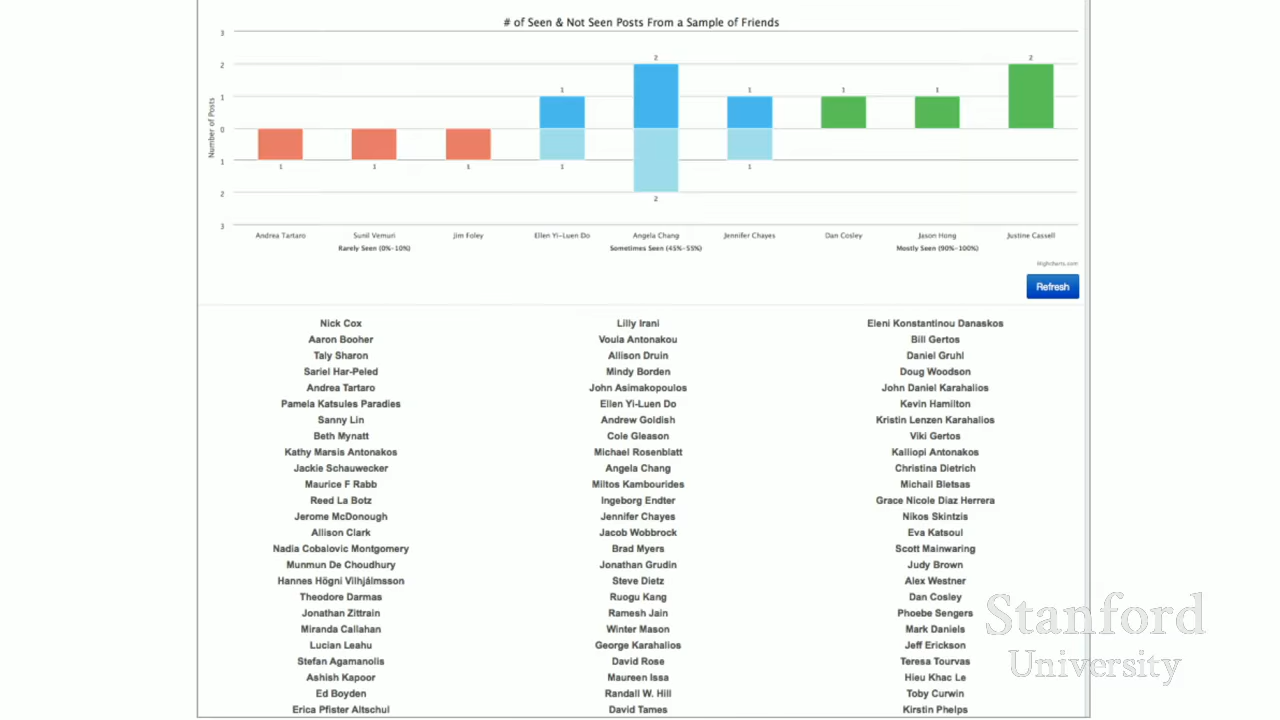 # of Seen & Not Seen Posts From a Sample of Friends
3
2
1
0
1
2
3
Number of Posts
1 1 1 1 1 2 2 1 1 1 1 2
Andrea Tartaro Sunil Vemuri Jim Foley Ellen Yi-Luen Do Angela Chang Jennifer Chayes Dan Cosley Jason Hong Justine Cassell
Rarely Seen (0%-10%) Sometimes Seen (45%-55%) Mostly Seen (90%-100%)
Highcharts.com
Refresh
Nick Cox Lilly Irani Eleni Konstantinou Danaskos
Aaron Booher Voula Antonakou Bill Gertos
Taly Sharon Allison Druin Daniel Gruhl
Sariel Har-Peled Mindy Borden Doug Woodson
Andrea Tartaro John Asimakopoulos John Daniel Karahalios
Pamela Katsules Paradies Ellen Yi-Luen Do Kevin Hamilton
Sanny Lin Andrew Goldish Kristin Lenzen Karahalios
Beth Mynatt Cole Gleason Viki Gertos
Kathy Marsis Antonakos Michael Rosenblatt Kalliopi Antonakos
Jackie Schauwecker Angela Chang Christina Dietrich
Maurice F Rabb Miltos Kambourides Michail Bletsas
Reed La Botz Ingeborg Endter Grace Nicole Diaz Herrera
Jerome McDonough Jennifer Chayes Nikos Skintzis
Allison Clark Jacob Wobbrock Eva Katsoul
Nadia Cobalovic Montgomery Brad Myers Scott Mainwaring
Munmun De Choudhury Jonathan Grudin Judy Brown
Hannes Högni Vilhjálmsson Steve Dietz Alex Westner
Theodore Darmas Ruogu Kang Dan Cosley
Jonathan Zittrain Ramesh Jain Phoebe Sengers
Miranda Callahan Winter Mason Mark Daniels
Lucian Leahu George Karahalios Jeff Erickson
Stefan Agamanolis David Rose Teresa Tourvas
Ashish Kapoor Maureen Issa Hieu Khac Le
Ed Boyden Randall W. Hill Toby Curwin
Erica Pfister Altschul David Tames Kirstin Phelps
Stanford
University